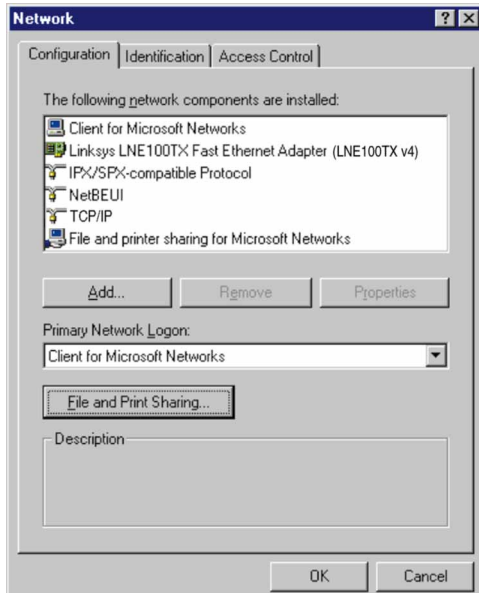 Network
Configuration Identification Access Control
The following network components are installed:
Client for Microsoft Networks
Linksys LNE100TX Fast Ethernet Adapter (LNE100TX v4)
IPX/SPX-compatible Protocol
NetBEUI
TCP/IP
File and printer sharing for Microsoft Networks
Add... Remove Properties
Primary Network Logon:
Client for Microsoft Networks
File and Print Sharing...
Description
OK Cancel